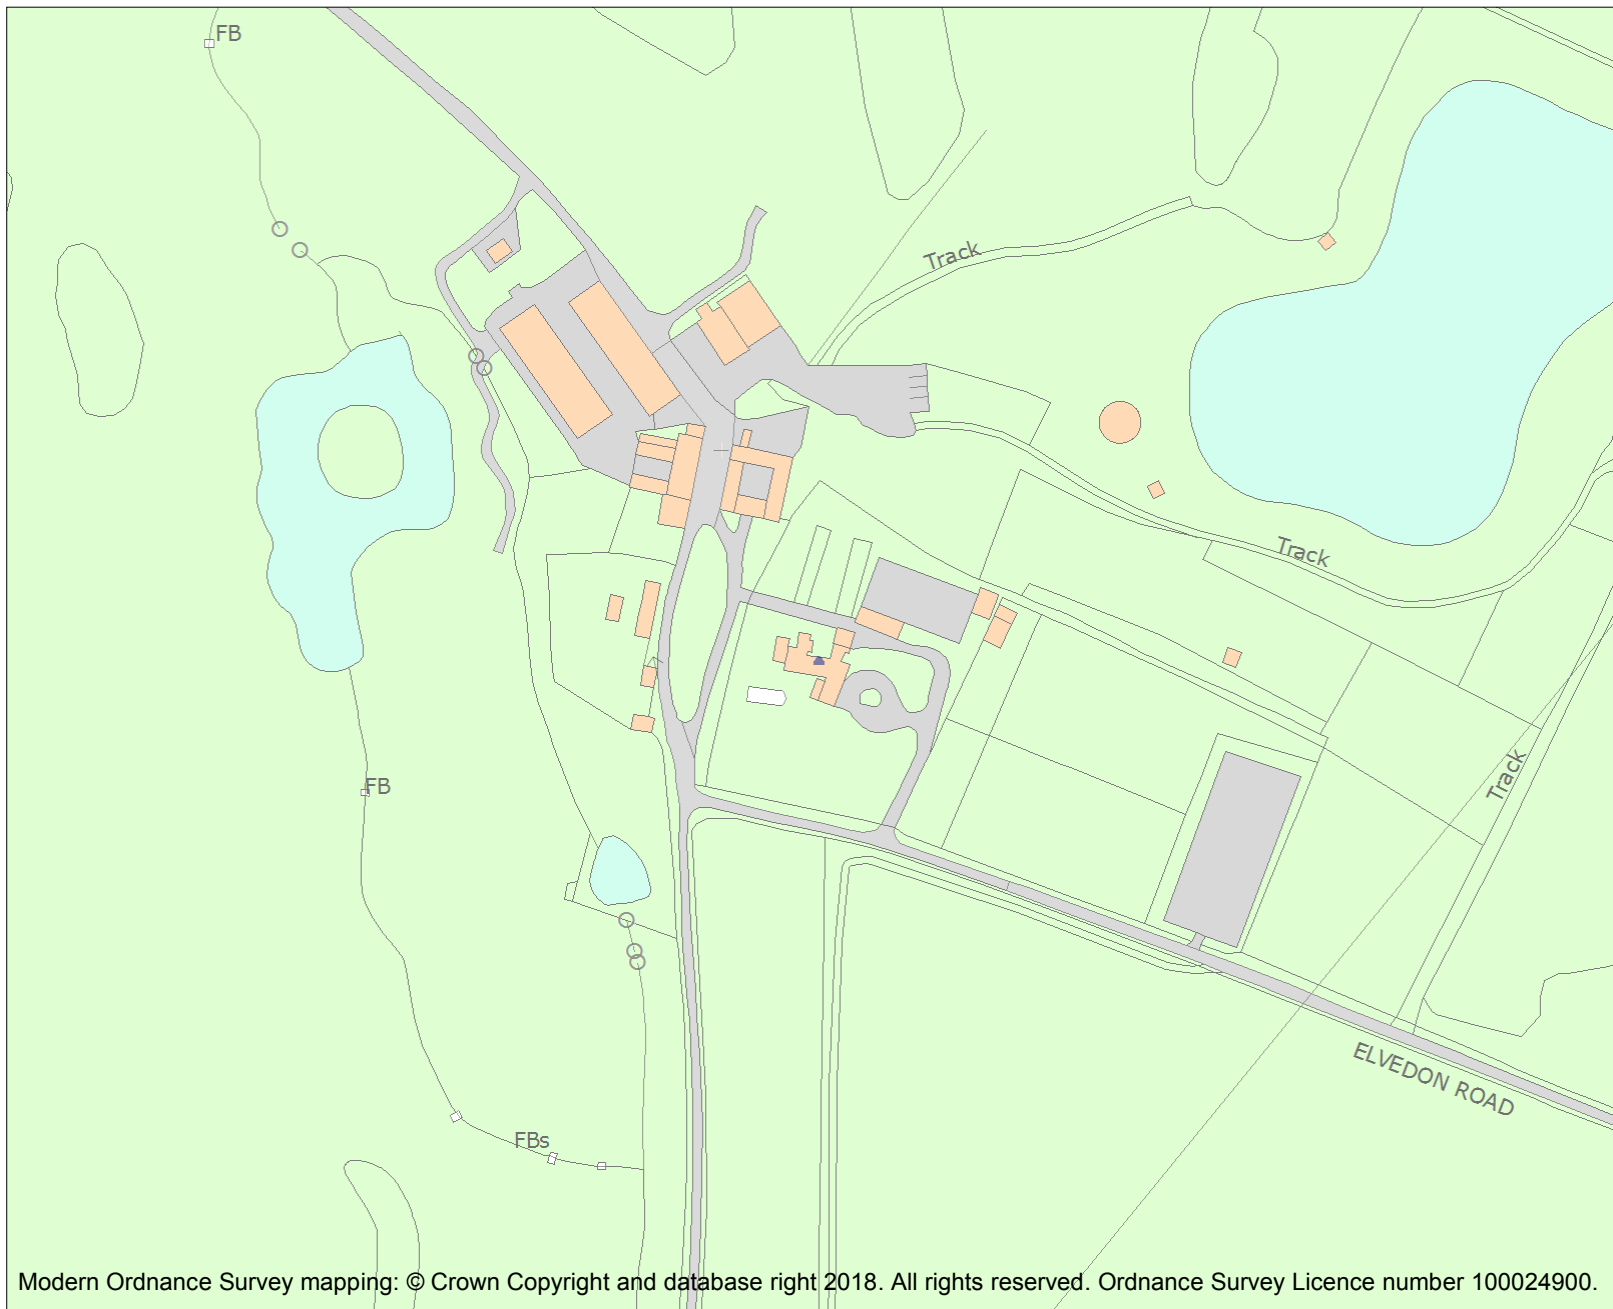 FB
Track
Track
FB
Track
ELVEDON ROAD
FBs
Modern Ordnance Survey mapping: © Crown Copyright and database right 2018. All rights reserved. Ordnance Survey Licence number 100024900.